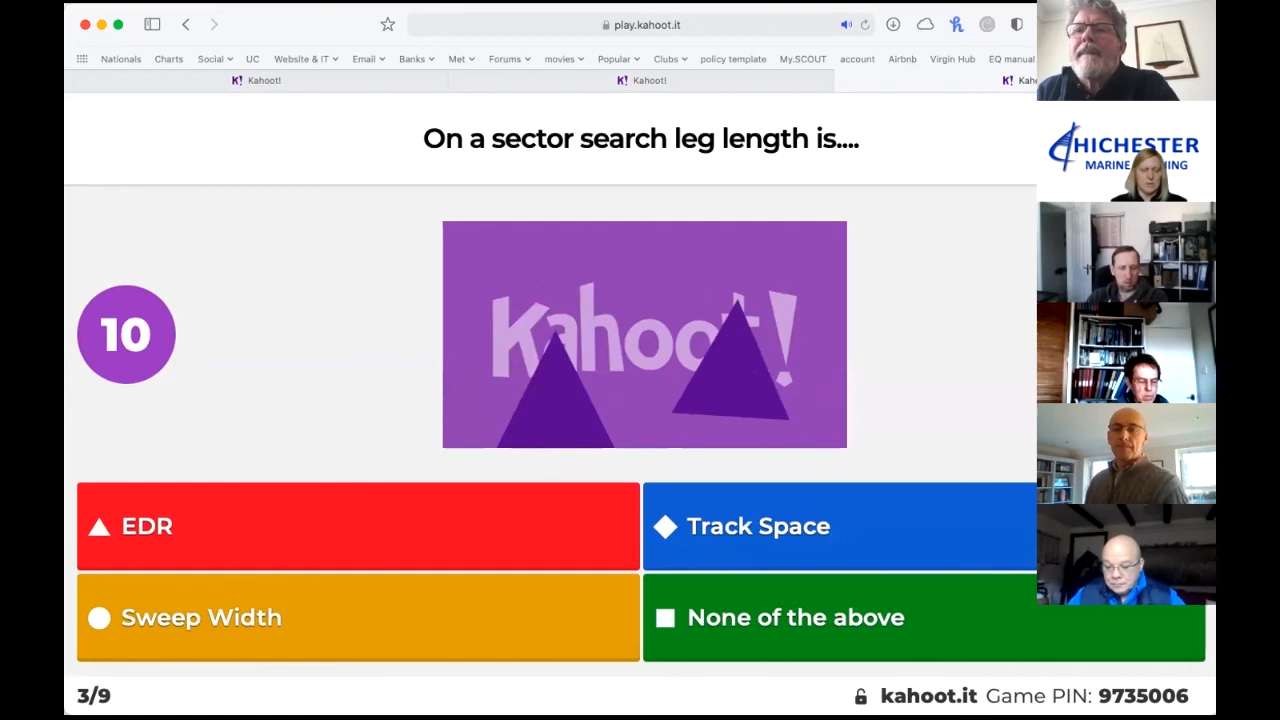 play.kahoot.it
Nationals Charts Social UC Website & IT Email Banks Met Forums movies Popular Clubs policy template My.SCOUT account Airbnb Virgin Hub EQ manual
K! Kahoot! K! Kahoot! K! Kaho
On a sector search leg length is....
HICHESTER
MARINE
10
Kahoot!
EDR
Track Space
Sweep Width
None of the above
3/9
kahoot.it Game PIN: 9735006